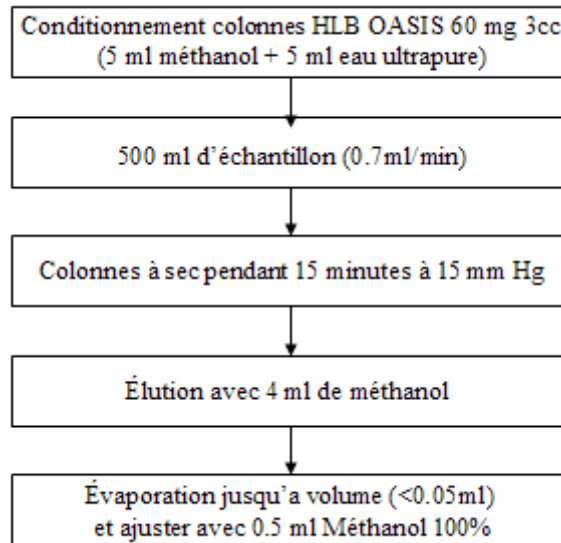 Conditionnement colonnes HLB OASIS 60 mg 3cc
(5 ml méthanol + 5 ml eau ultrapure)
500 ml d'échantillon (0.7ml/min)
Colonnes à sec pendant 15 minutes à 15 mm Hg
Élution avec 4 ml de méthanol
Évaporation jusqu'a volume (<0.05ml)
et ajuster avec 0.5 ml Méthanol 100%